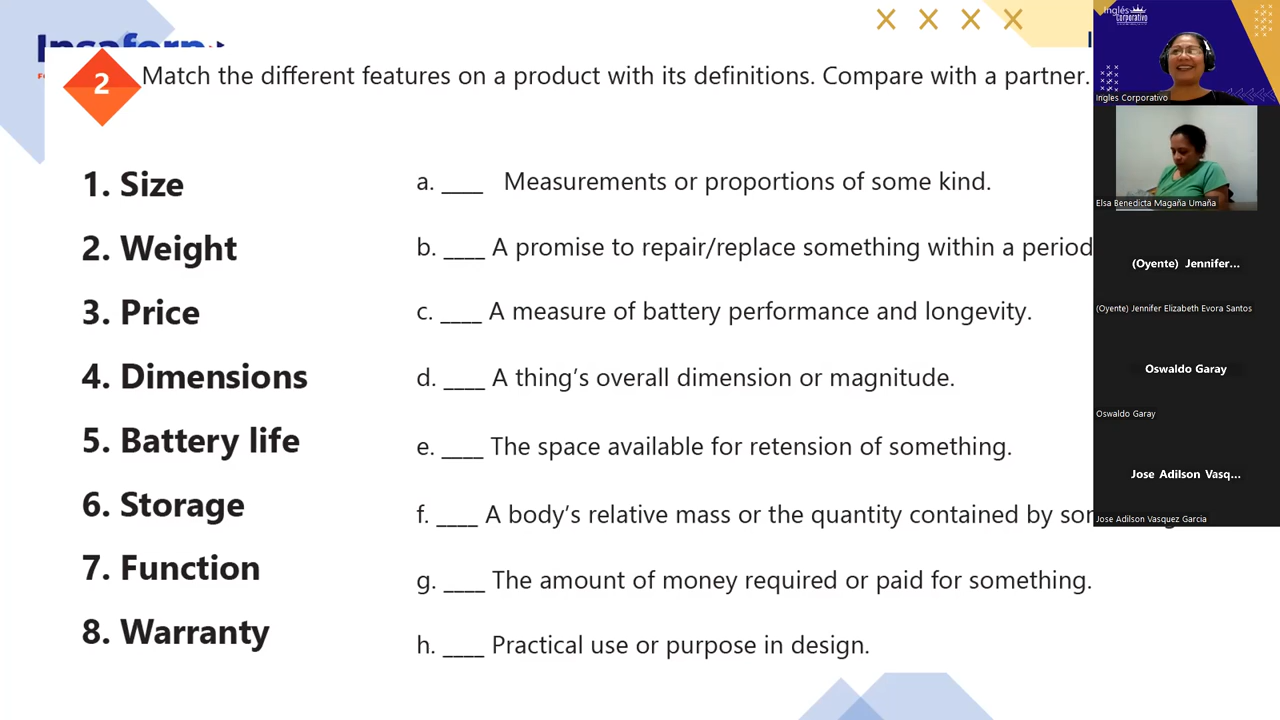 Insaforp
2
Match the different features on a product with its definitions. Compare with a partner.
1. Size
2. Weight
3. Price
4. Dimensions
5. Battery life
6. Storage
7. Function
8. Warranty
a. ____ Measurements or proportions of some kind.
b. ____ A promise to repair/replace something within a period
c. ____ A measure of battery performance and longevity.
d. ____ A thing’s overall dimension or magnitude.
e. ____ The space available for retension of something.
f. ____ A body’s relative mass or the quantity contained by
g. ____ The amount of money required or paid for something.
h. ____ Practical use or purpose in design.
Inglés
Corporativo
Ingles Corporativo
Elsa Benedicta Magaña Umaña
(Oyente) Jennifer...
(Oyente) Jennifer Elizabeth Evora Santos
Oswaldo Garay
Oswaldo Garay
Jose Adilson Vasq...
Jose Adilson Vasquez Garcia